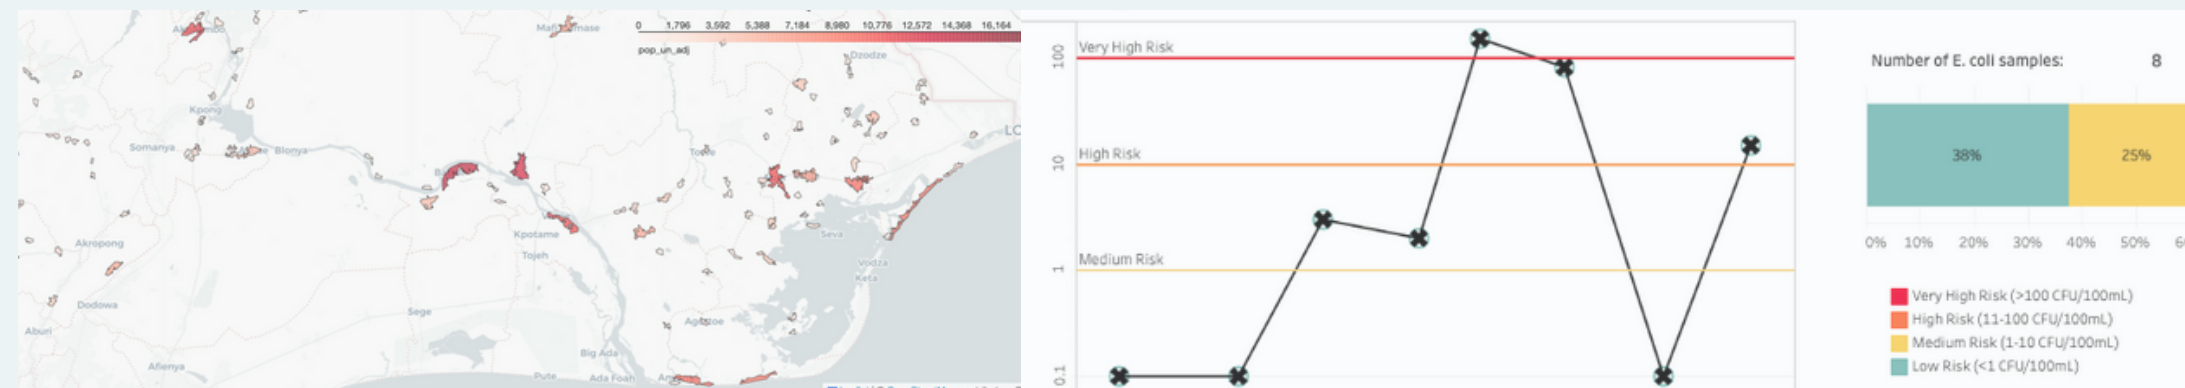 0 1,796 3,592 5,388 7,184 8,980 10,776 12,572 14,368 16,164
pop_un_adj
Dzodze
Kpong
Somanya
Akropong
Dodowa
Aburi
Afienya
Sege
Kpotame
Tojeh
Big Ada
Pute
Ada Foah
Seva
Vodza
Keta
100
Very High Risk
10
High Risk
1
Medium Risk
0.1
Number of E. coli samples: 8
38% 25%
0% 10% 20% 30% 40% 50%
Very High Risk (>100 CFU/100mL)
High Risk (11-100 CFU/100mL)
Medium Risk (1-10 CFU/100mL)
Low Risk (<1 CFU/100mL)